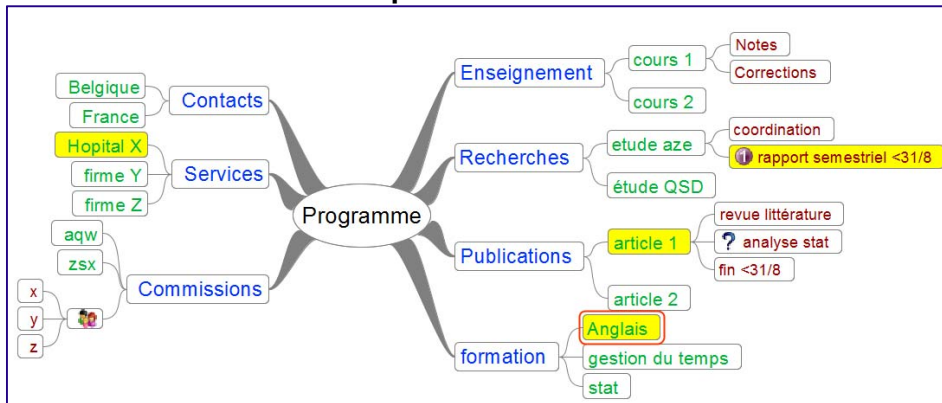 Programme
Contacts
Belgique
France
Services
Hopital X
firme Y
firme Z
Commissions
aqw
zsx
x
y
z
Enseignement
cours 1
Notes
Corrections
cours 2
Recherches
etude aze
coordination
1 rapport semestriel <31/8
étude QSD
Publications
article 1
revue littérature
? analyse stat
fin <31/8
article 2
formation
Anglais
gestion du temps
stat